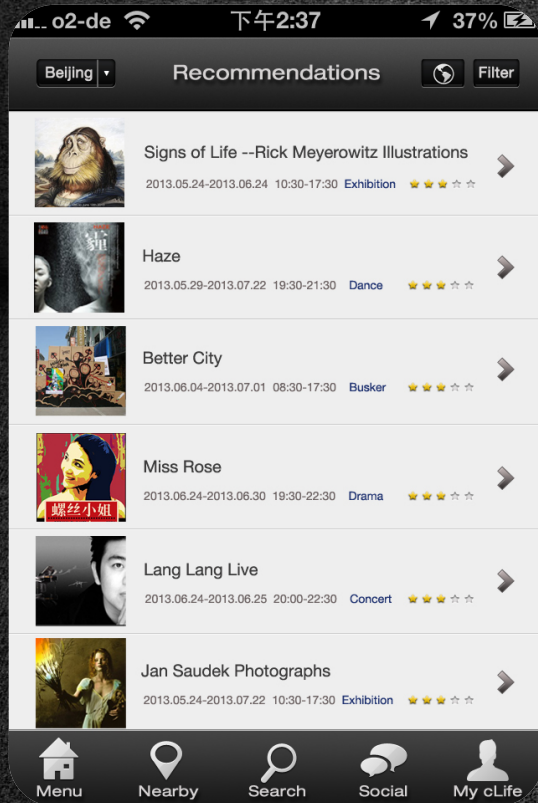 o2-de 下午2:37 37%
Beijing Recommendations Filter
Signs of Life --Rick Meyerowitz Illustrations
2013.05.24-2013.06.24 10:30-17:30 Exhibition
霾
Haze
2013.05.29-2013.07.22 19:30-21:30 Dance
Better City
2013.06.04-2013.07.01 08:30-17:30 Busker
Miss Rose
2013.06.24-2013.06.30 19:30-22:30 Drama
螺丝小姐
Lang Lang Live
2013.06.24-2013.06.25 20:00-22:30 Concert
Jan Saudek Photographs
2013.05.24-2013.07.22 10:30-17:30 Exhibition
Menu Nearby Search Social My cLife